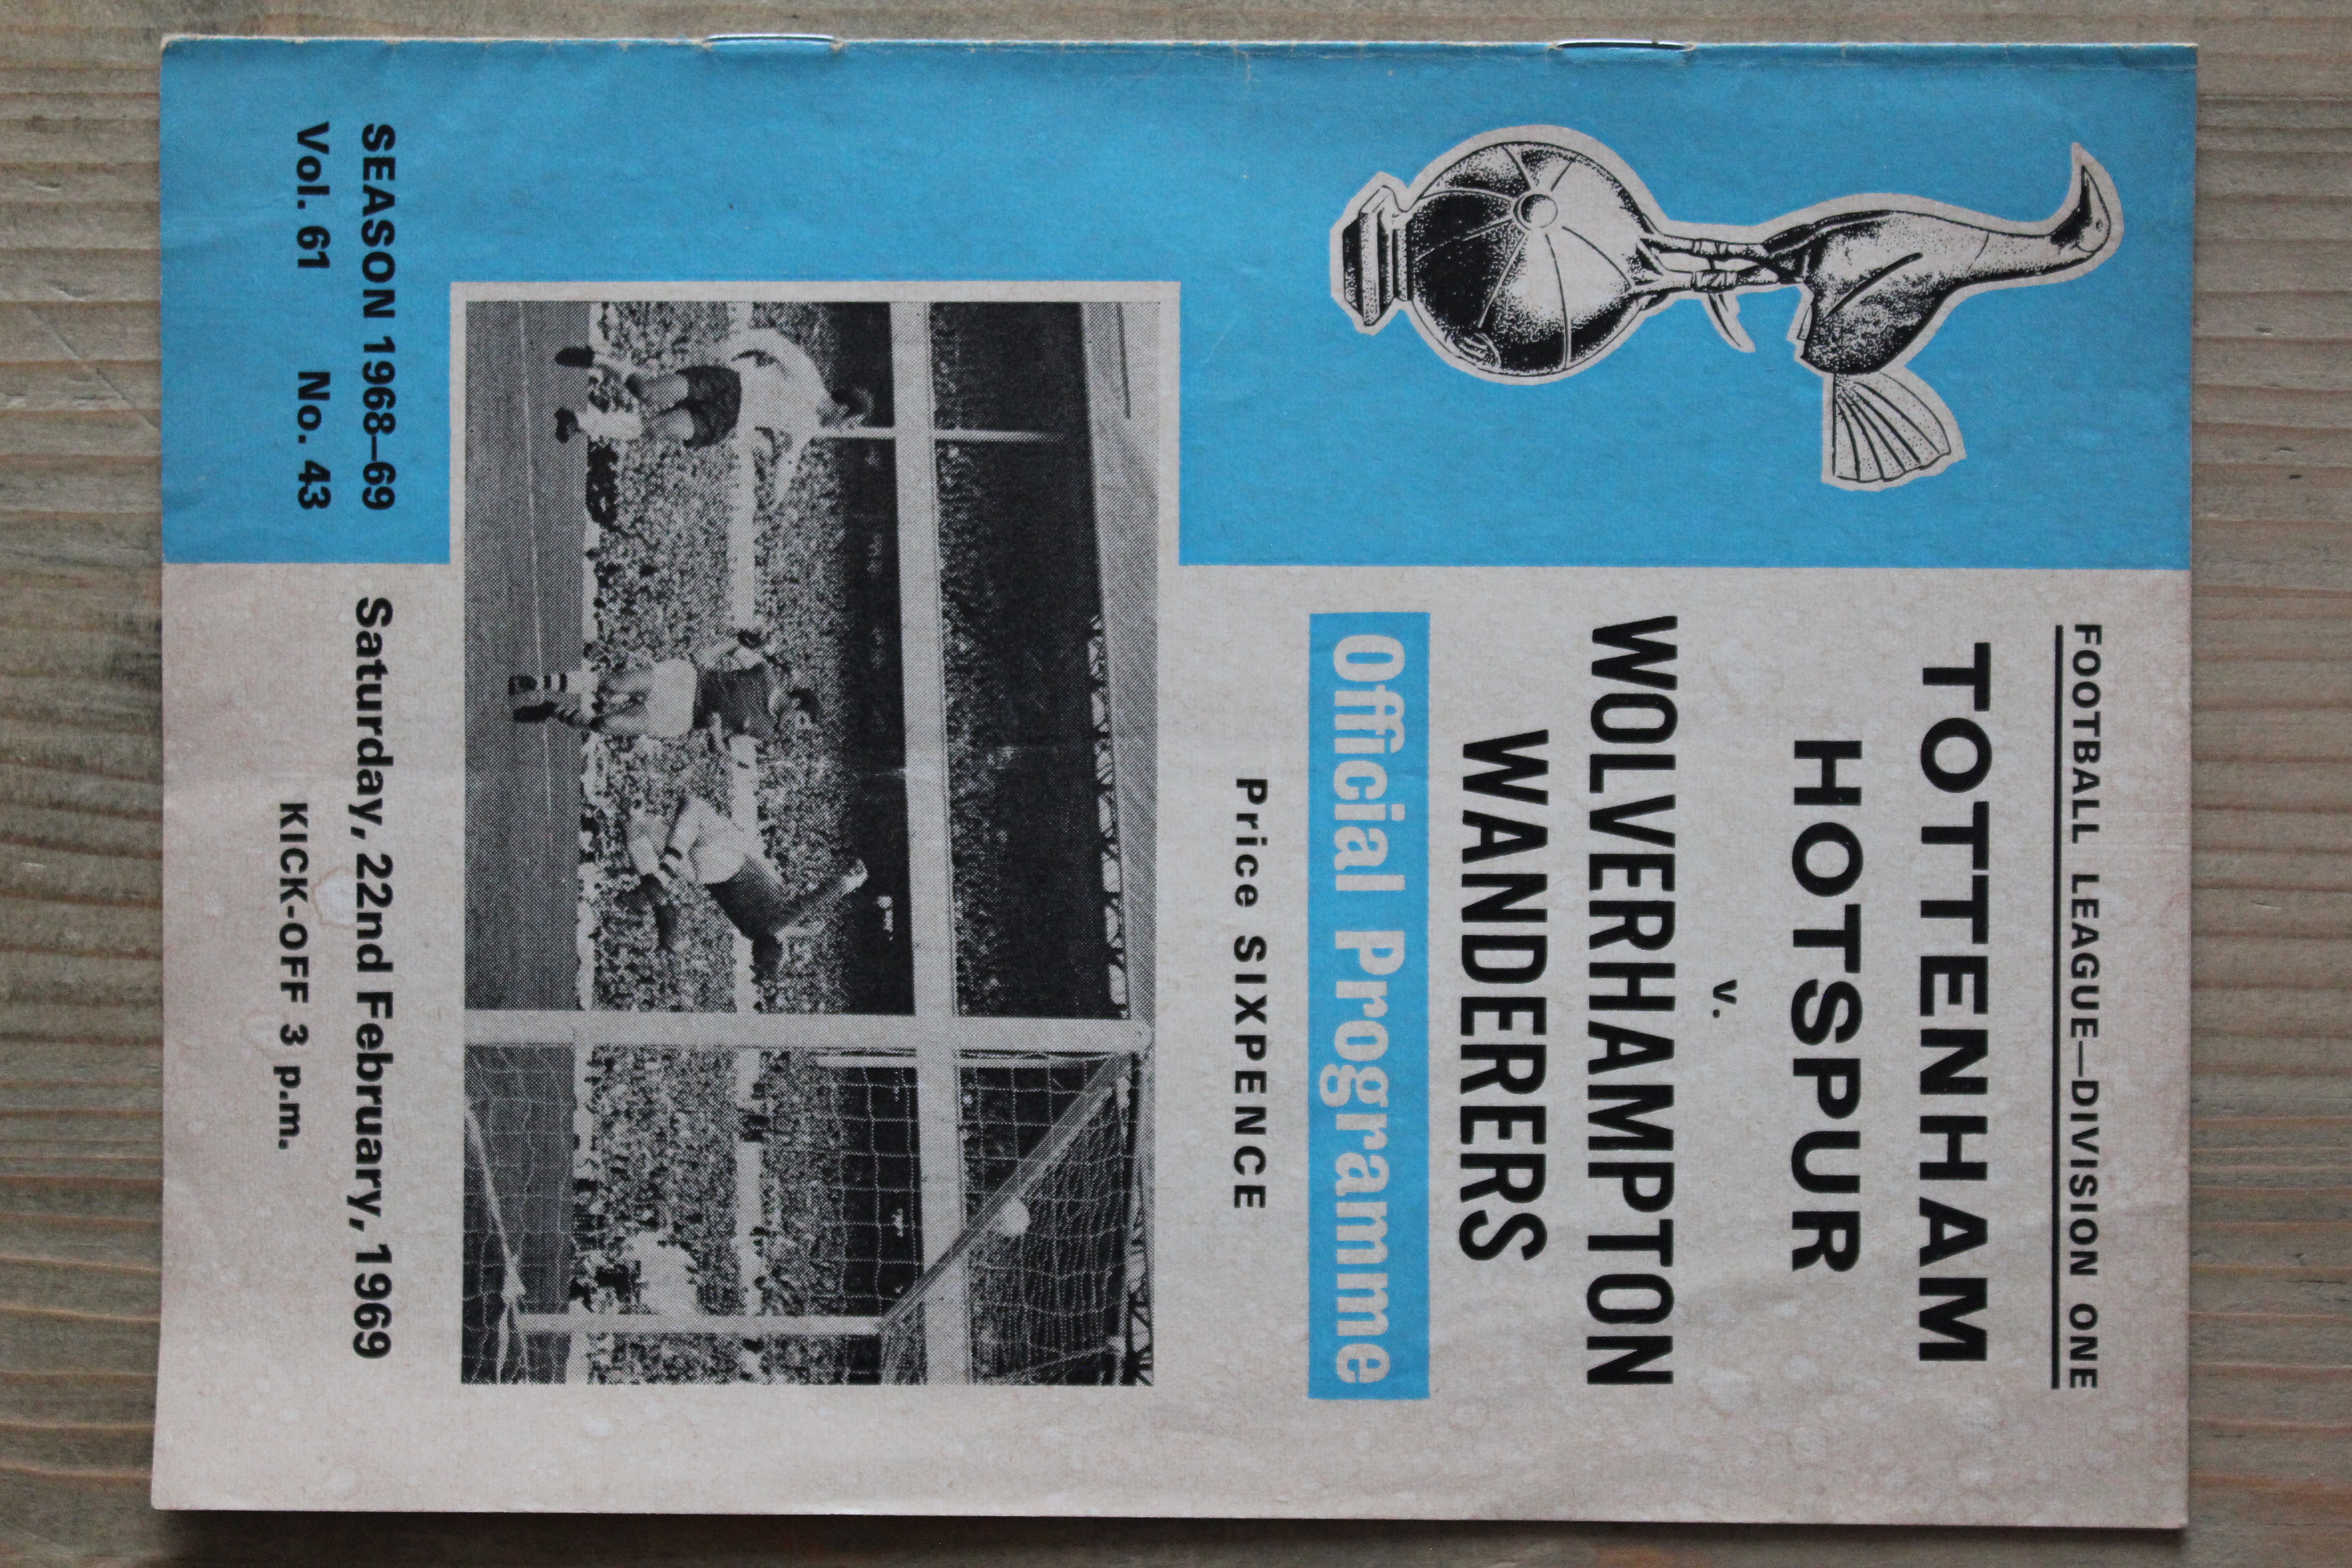 FOOTBALL LEAGUE—DIVISION ONE
TOTTENHAM
HOTSPUR
v.
WOLVERHAMPTON
WANDERERS
Official Programme
Price SIXPENCE
SEASON 1968–69
Vol. 61 No. 43
Saturday, 22nd February, 1969
KICK-OFF 3 p.m.